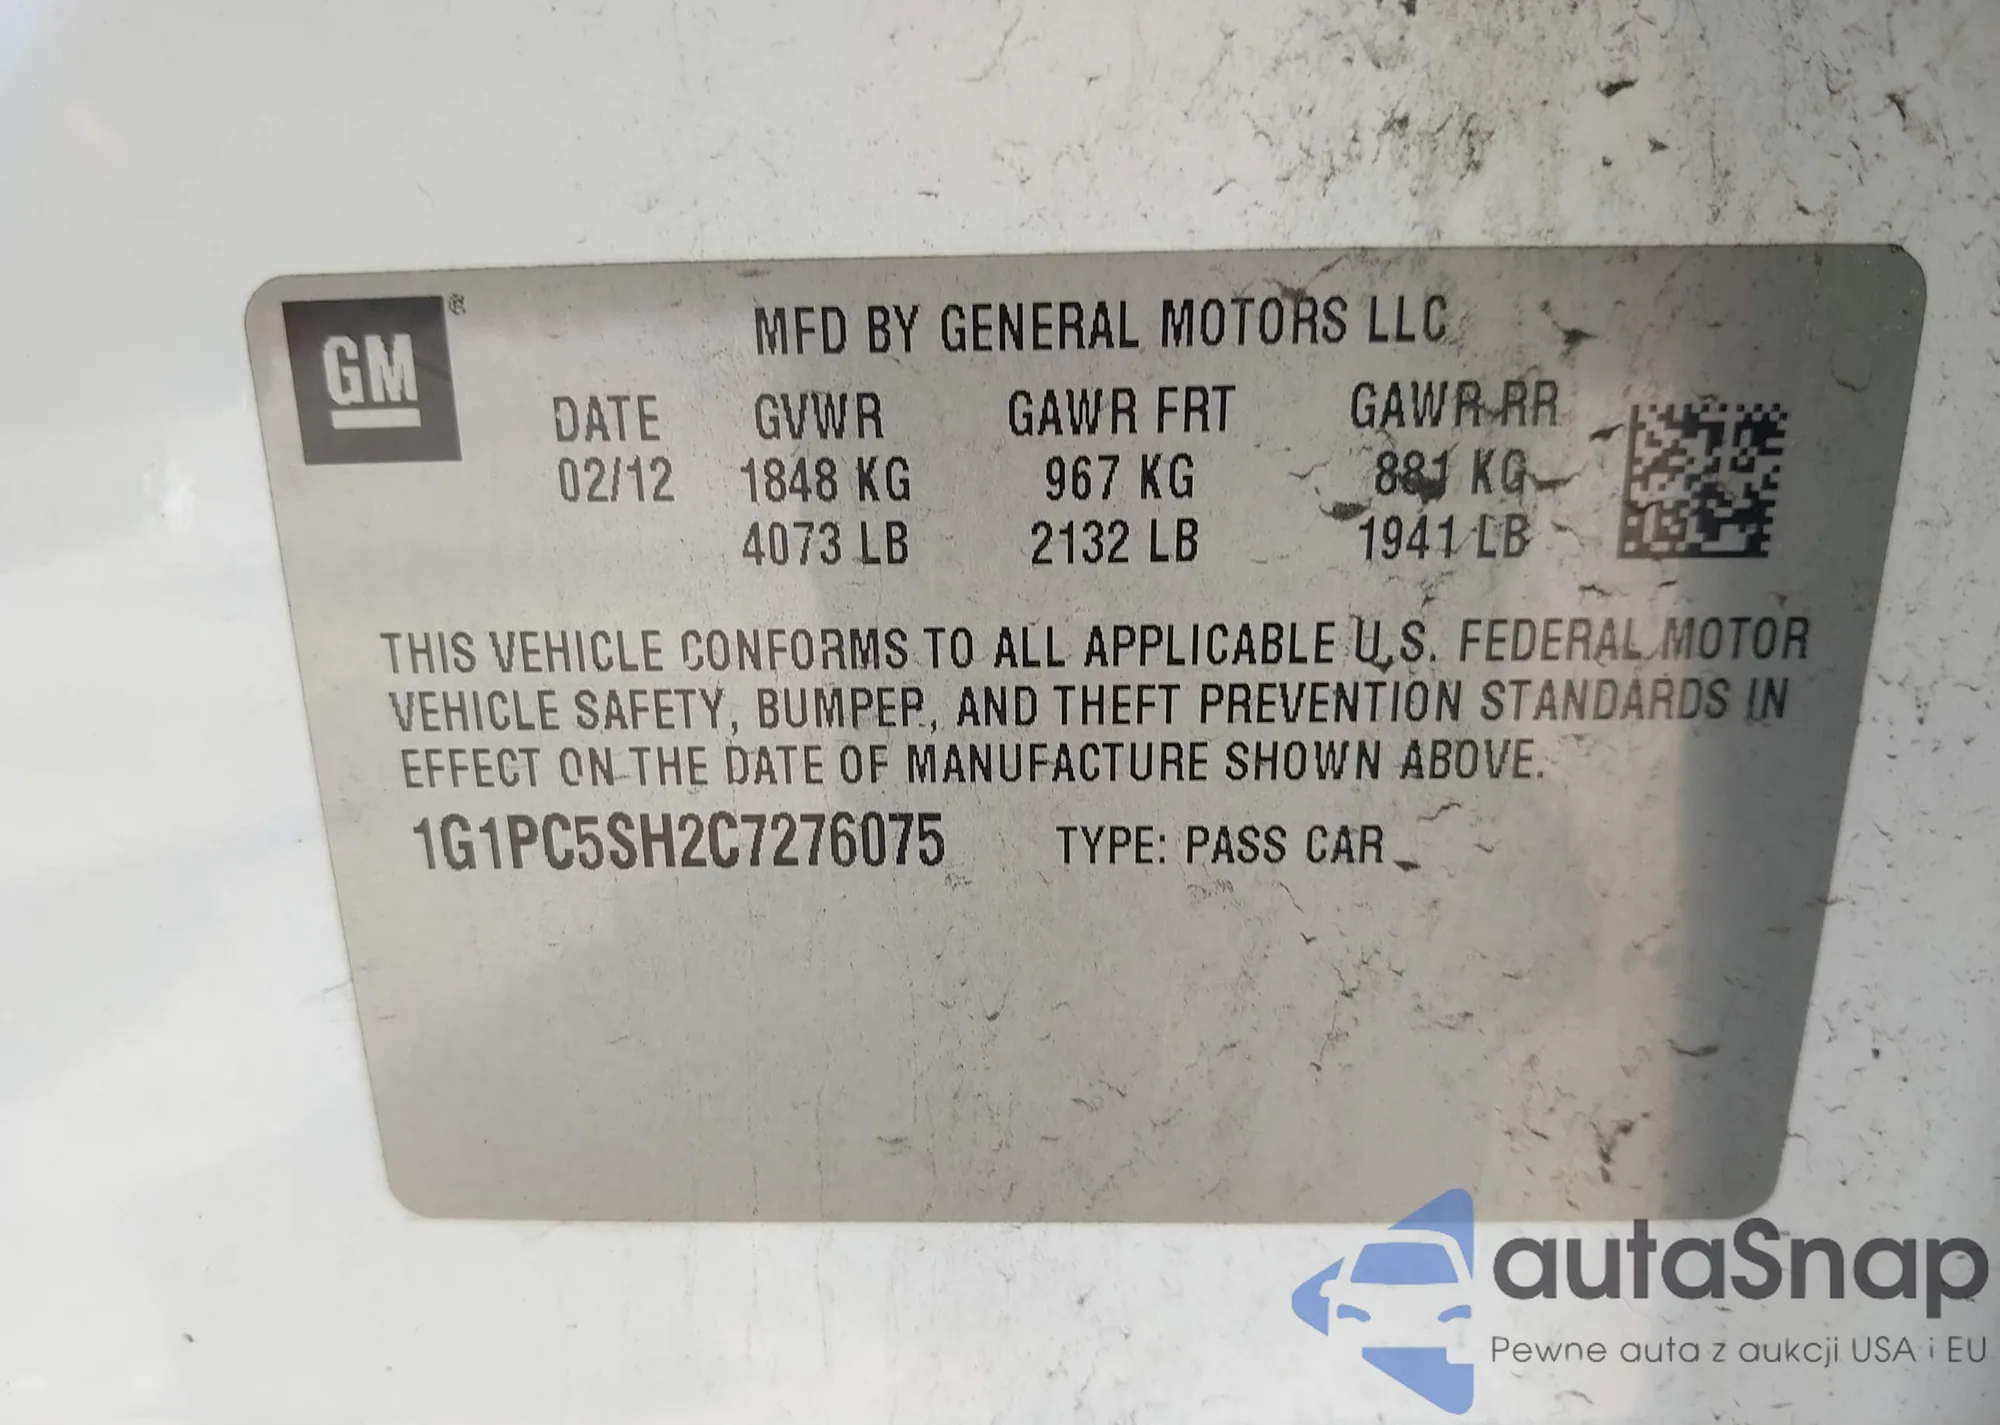 GM ®
MFD BY GENERAL MOTORS LLC
DATE GVWR GAWR FRT GAWR RR
02/12 1848 KG 967 KG 881 KG
4073 LB 2132 LB 1941 LB
THIS VEHICLE CONFORMS TO ALL APPLICABLE U.S. FEDERAL MOTOR
VEHICLE SAFETY, BUMPER, AND THEFT PREVENTION STANDARDS IN
EFFECT ON THE DATE OF MANUFACTURE SHOWN ABOVE.
1G1PC5SH2C7276075 TYPE: PASS CAR
autaSnap
Pewne auta z aukcji USA i EU